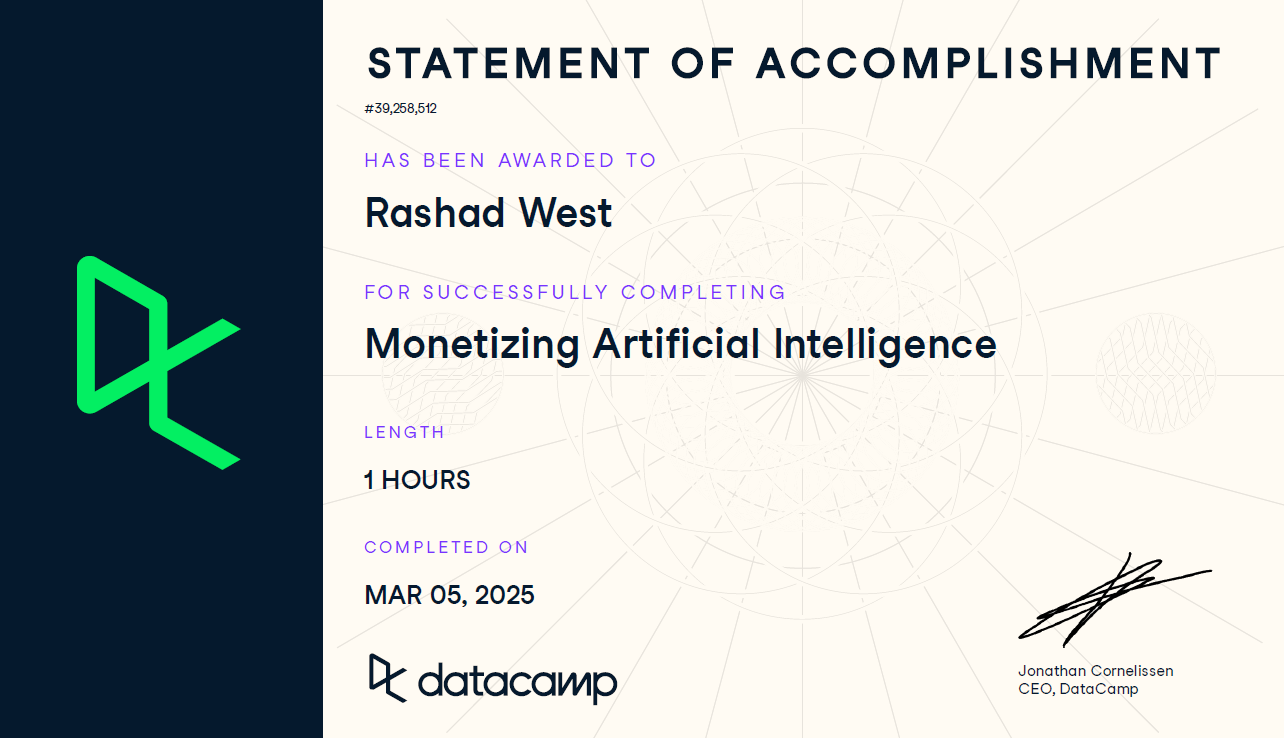 STATEMENT OF ACCOMPLISHMENT
#39,258,512
HAS BEEN AWARDED TO
Rashad West
FOR SUCCESSFULLY COMPLETING
Monetizing Artificial Intelligence
LENGTH
1 HOURS
COMPLETED ON
MAR 05, 2025
datacamp
Jonathan Cornelissen
CEO, DataCamp